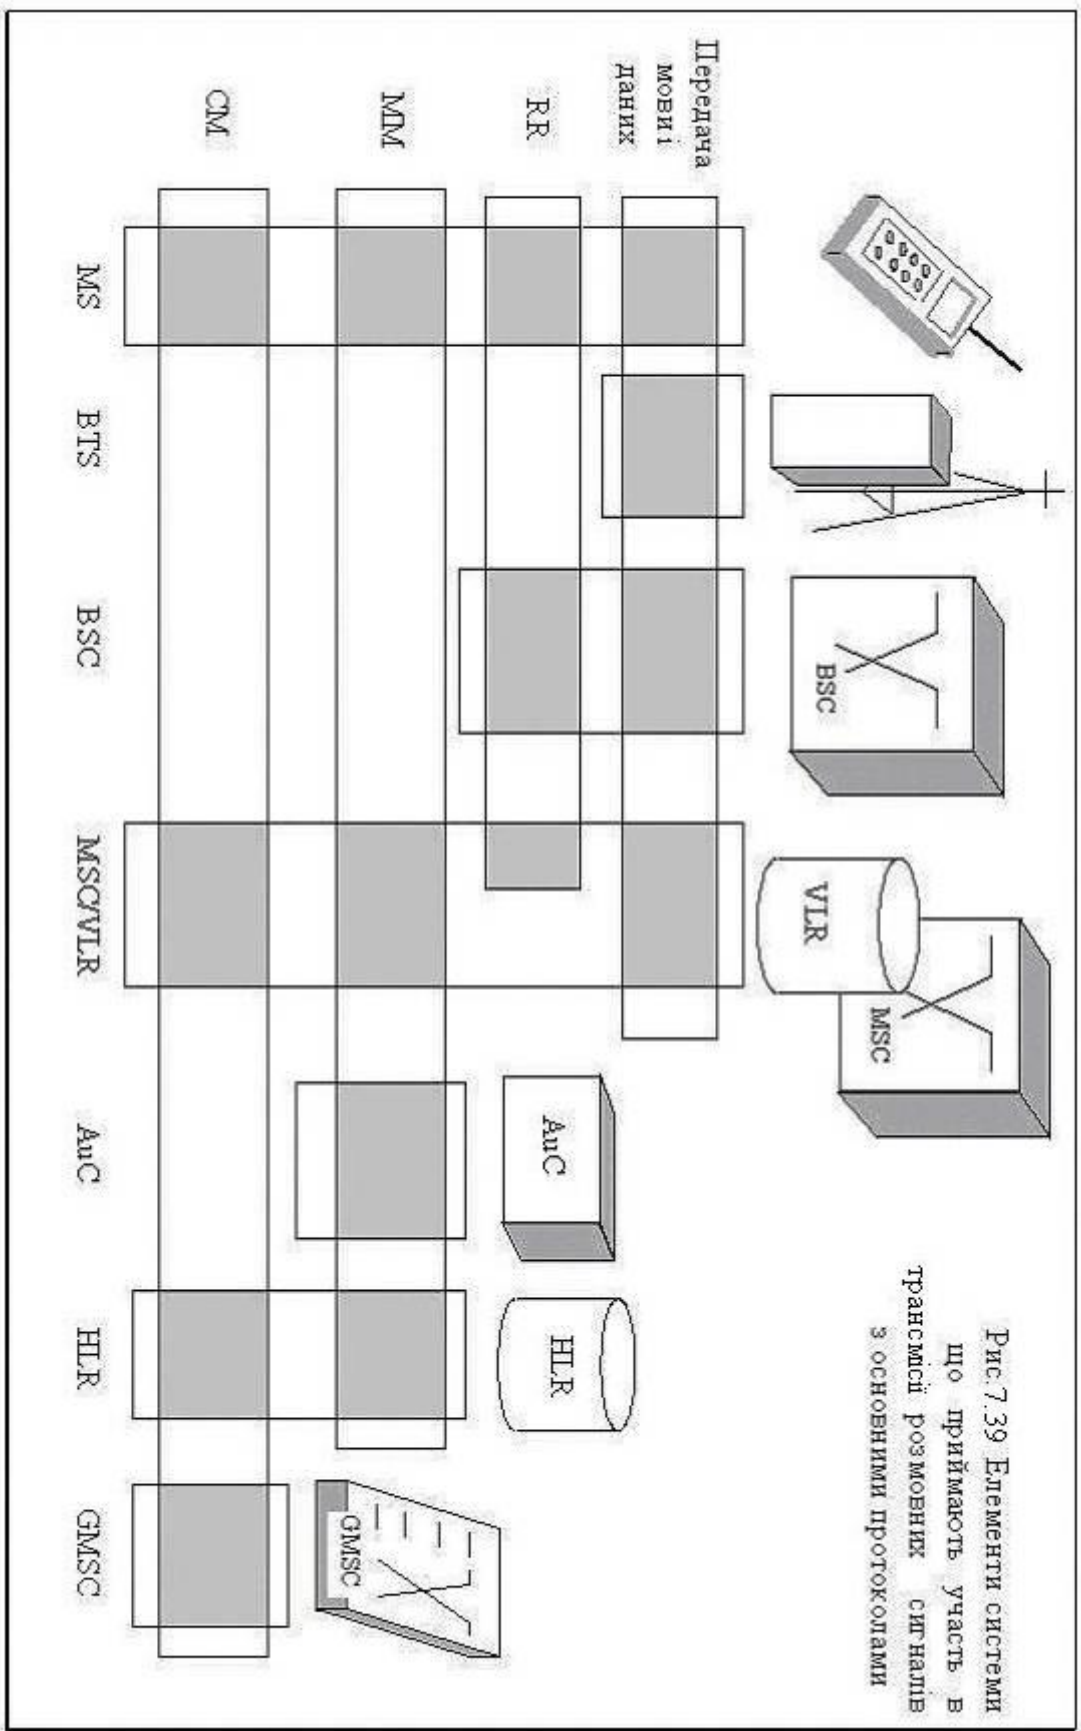 BSC
VLR
MSC
AuC
HLR
GMSC
Рис.7.39 Елементи системи
що приймають участь в
трансмісії розмовних сигналів
з основними протоколами
Передача
мови і
даних
RR
MM
CM
MS
BTS
BSC
MSC/VLR
AuC
HLR
GMSC